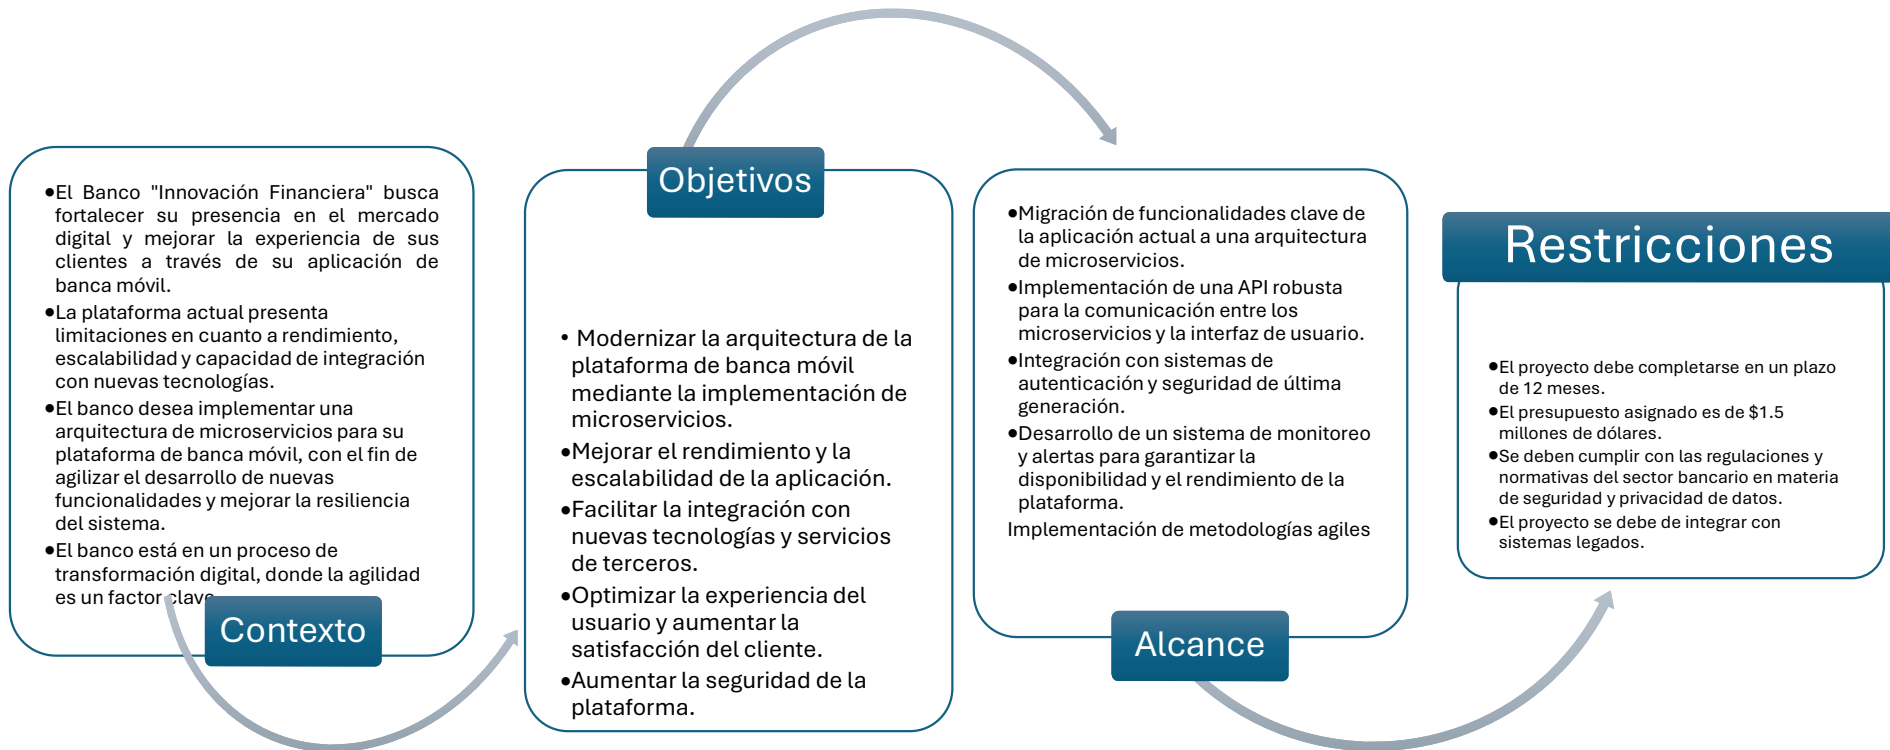 •El Banco "Innovación Financiera" busca
fortalecer su presencia en el mercado
digital y mejorar la experiencia de sus
clientes a través de su aplicación de
banca móvil.
•La plataforma actual presenta
limitaciones en cuanto a rendimiento,
escalabilidad y capacidad de integración
con nuevas tecnologías.
•El banco desea implementar una
arquitectura de microservicios para su
plataforma de banca móvil, con el fin de
agilizar el desarrollo de nuevas
funcionalidades y mejorar la resiliencia
del sistema.
•El banco está en un proceso de
transformación digital, donde la agilidad
es un factor clave
Contexto
Objetivos
• Modernizar la arquitectura de la
plataforma de banca móvil
mediante la implementación de
microservicios.
•Mejorar el rendimiento y la
escalabilidad de la aplicación.
•Facilitar la integración con
nuevas tecnologías y servicios
de terceros.
•Optimizar la experiencia del
usuario y aumentar la
satisfacción del cliente.
•Aumentar la seguridad de la
plataforma.
•Migración de funcionalidades clave de
la aplicación actual a una arquitectura
de microservicios.
•Implementación de una API robusta
para la comunicación entre los
microservicios y la interfaz de usuario.
•Integración con sistemas de
autenticación y seguridad de última
generación.
•Desarrollo de un sistema de monitoreo
y alertas para garantizar la
disponibilidad y el rendimiento de la
plataforma.
Implementación de metodologías agiles
Alcance
Restricciones
•El proyecto debe completarse en un plazo
de 12 meses.
•El presupuesto asignado es de $1.5
millones de dólares.
•Se deben cumplir con las regulaciones y
normativas del sector bancario en materia
de seguridad y privacidad de datos.
•El proyecto se debe de integrar con
sistemas legados.